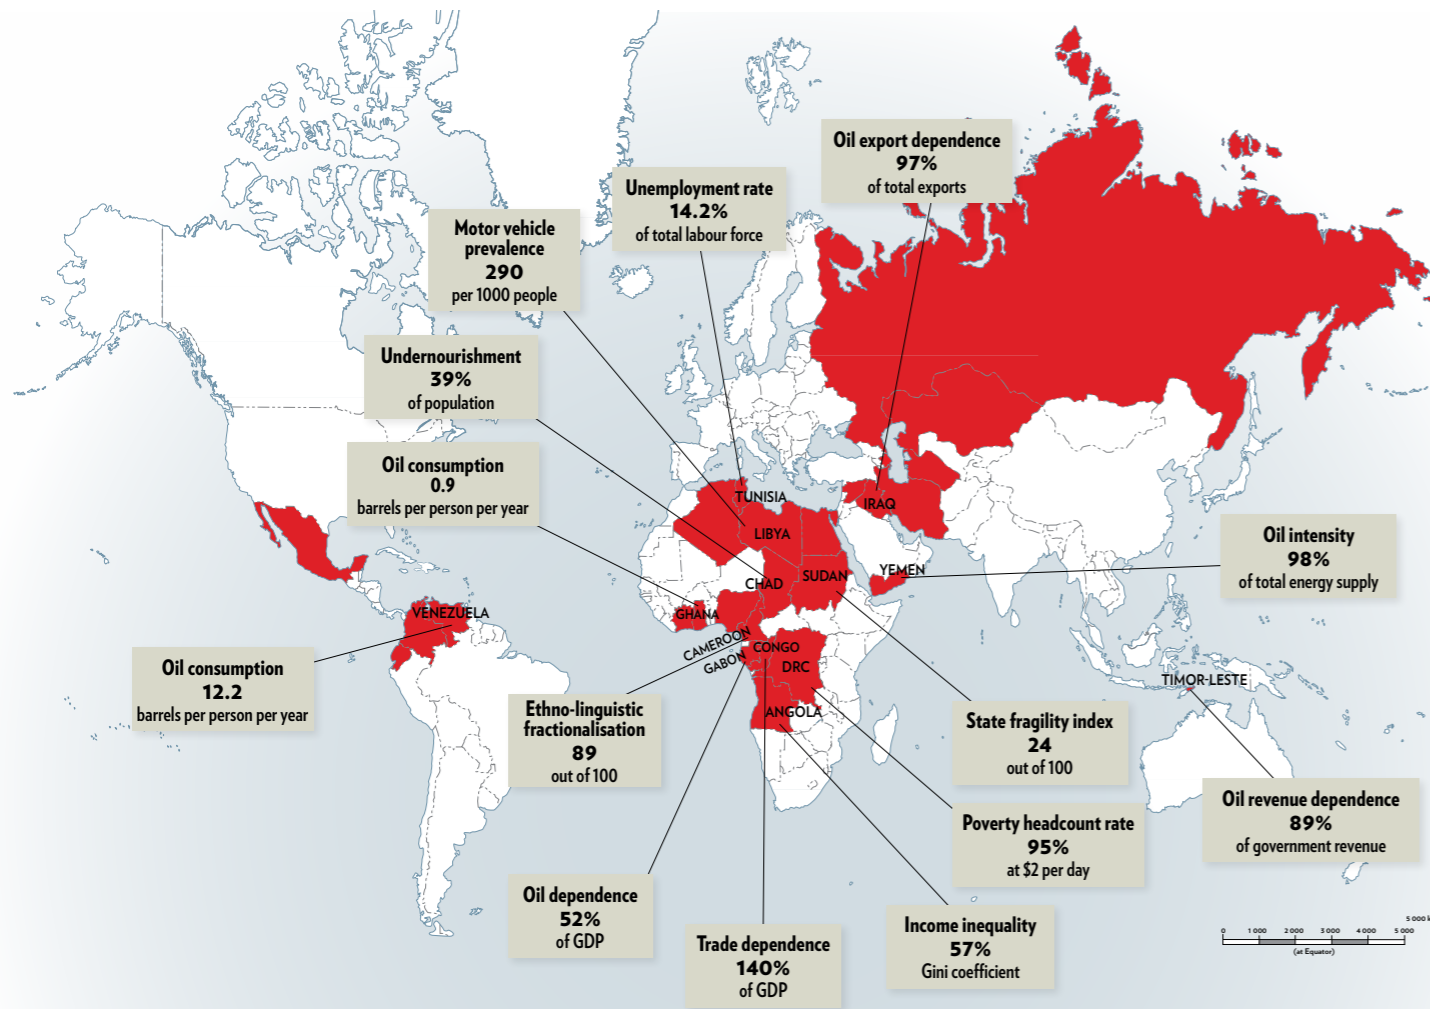 Oil export dependence
97%
of total exports
Unemployment rate
14.2%
of total labour force
Motor vehicle
prevalence
290
per 1000 people
Undernourishment
39%
of population
Oil consumption
0.9
barrels per person per year
TUNISIA
IRAQ
LIBYA
Oil intensity
98%
of total energy supply
YEMEN
SUDAN
CHAD
VENEZUELA
GHANA
CAMEROON
CONGO
GABON
DRC
TIMOR-LESTE
ANGOLA
Oil consumption
12.2
barrels per person per year
Ethno-linguistic
fractionalisation
89
out of 100
State fragility index
24
out of 100
Oil revenue dependence
89%
of government revenue
Poverty headcount rate
95%
at $2 per day
Oil dependence
52%
of GDP
Trade dependence
140%
of GDP
Income inequality
57%
Gini coefficient
5 000 k
0 1 000 2 000 3 000 4 000 5 000
(at Equator)